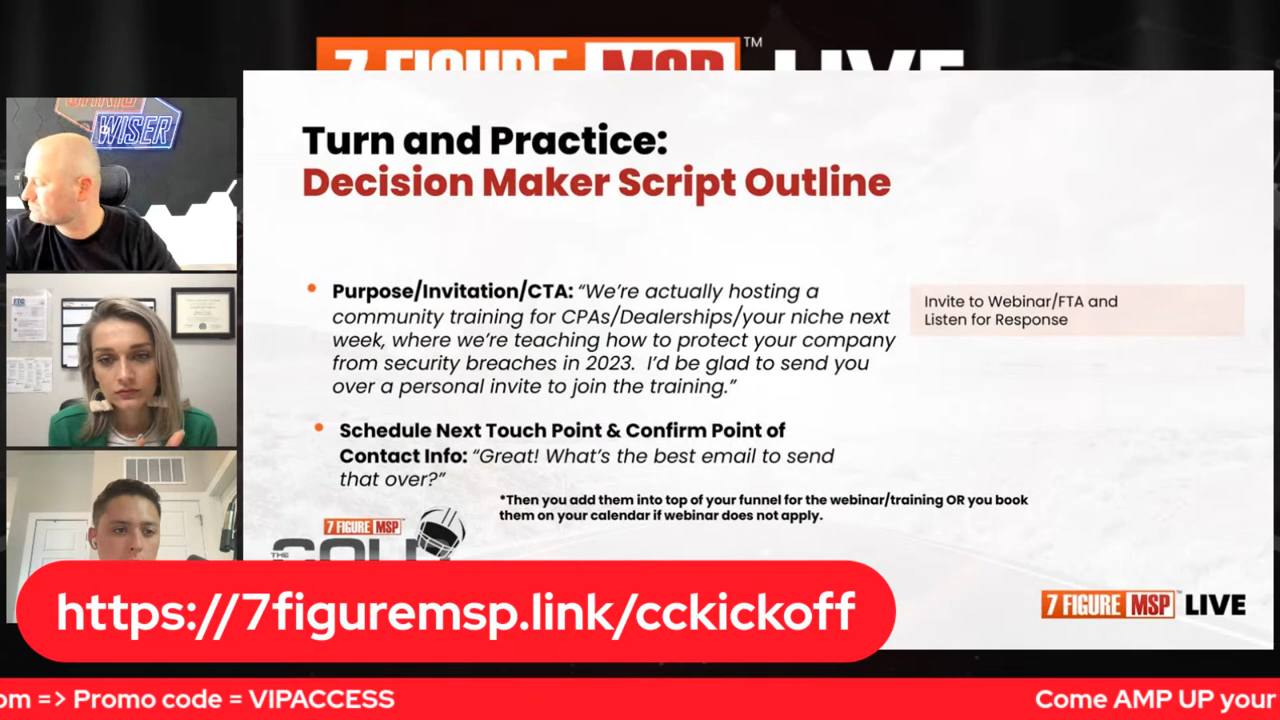 7 FIGURE MSP ™ LIVE
WISER
Turn and Practice:
Decision Maker Script Outline
• Purpose/Invitation/CTA: “We’re actually hosting a
community training for CPAs/Dealerships/your niche next
week, where we’re teaching how to protect your company
from security breaches in 2023. I’d be glad to send you
over a personal invite to join the training.”
Invite to Webinar/FTA and
Listen for Response
• Schedule Next Touch Point & Confirm Point of
Contact Info: “Great! What’s the best email to send
that over?”
*Then you add them into top of your funnel for the webinar/training OR you book
them on your calendar if webinar does not apply.
7 FIGURE MSP
THE
https://7figuremsp.link/cckickoff
7 FIGURE MSP LIVE
om => Promo code = VIPACCESS
Come AMP UP your